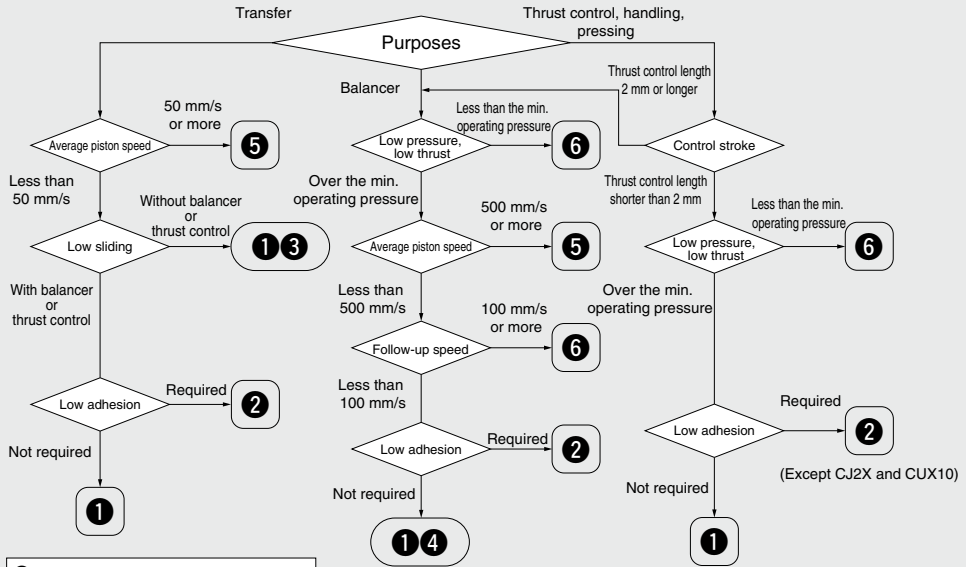 Transfer
Purposes
Thrust control, handling,
pressing
Average piston speed
50 mm/s
or more
5
Less than
50 mm/s
Low sliding
Without balancer
or
thrust control
1 3
With balancer
or
thrust control
Low adhesion
Required
2
Not required
1
Balancer
Low pressure,
low thrust
Less than the min.
operating pressure
6
Over the min.
operating pressure
Average piston speed
500 mm/s
or more
5
Less than
500 mm/s
Follow-up speed
100 mm/s
or more
6
Less than
100 mm/s
Low adhesion
Required
2
Not required
1 4
Thrust control length
2 mm or longer
Control stroke
Thrust control length
shorter than 2 mm
Low pressure,
low thrust
Less than the min.
operating pressure
6
Over the min.
operating pressure
Low adhesion
Required
2
(Except CJ2X and CUX10)
Not required
1